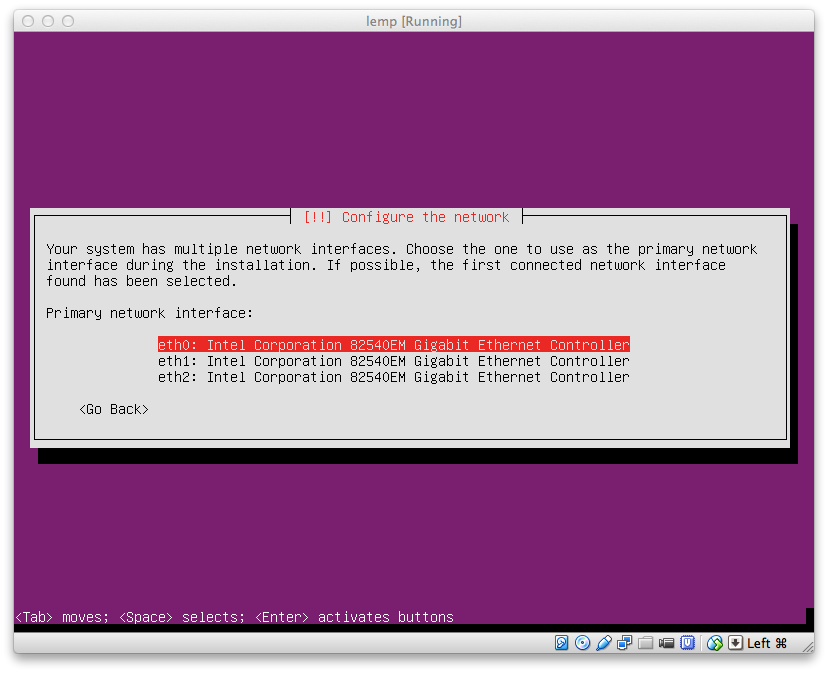 lemp [Running]
[!!] Configure the network
Your system has multiple network interfaces. Choose the one to use as the primary network
interface during the installation. If possible, the first connected network interface
found has been selected.
Primary network interface:
eth0: Intel Corporation 82540EM Gigabit Ethernet Controller
eth1: Intel Corporation 82540EM Gigabit Ethernet Controller
eth2: Intel Corporation 82540EM Gigabit Ethernet Controller
<Go Back>
<Tab> moves; <Space> selects; <Enter> activates buttons
Left ⌘